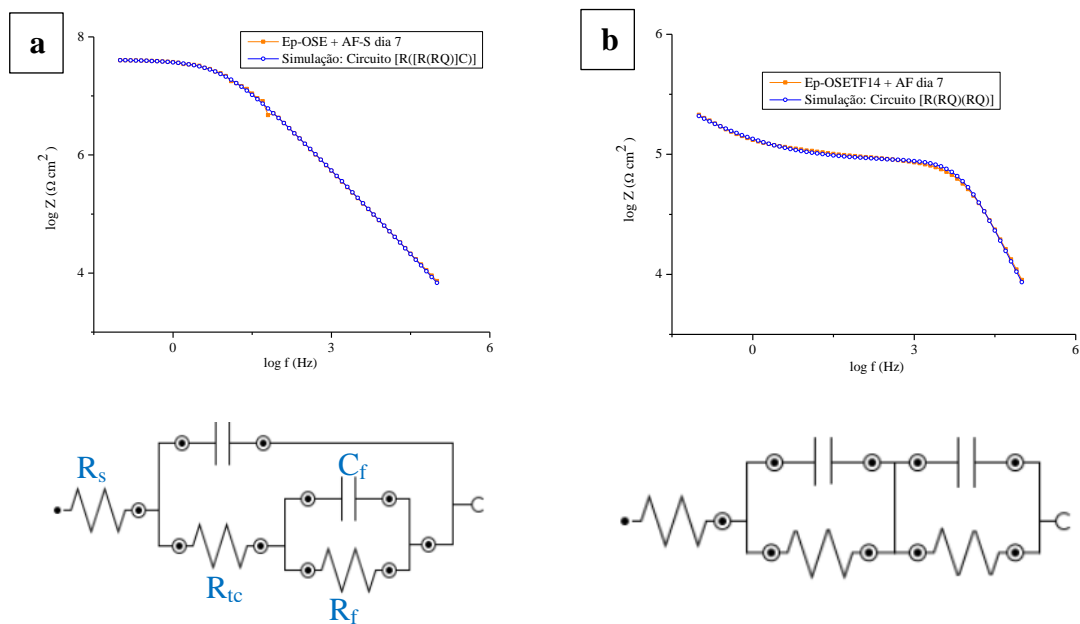 a
8
6
4
log Z (Ω cm²)
Ep-OSE + AF-S dia 7
Simulação: Circuito [R([R(RQ)]C)]
0
3
6
log f (Hz)
b
6
5
4
log Z (Ω cm²)
Ep-OSETF14 + AF dia 7
Simulação: Circuito [R(RQ)(RQ)]
0
3
6
log f (Hz)
Rs
Cf
Rtc
Rf